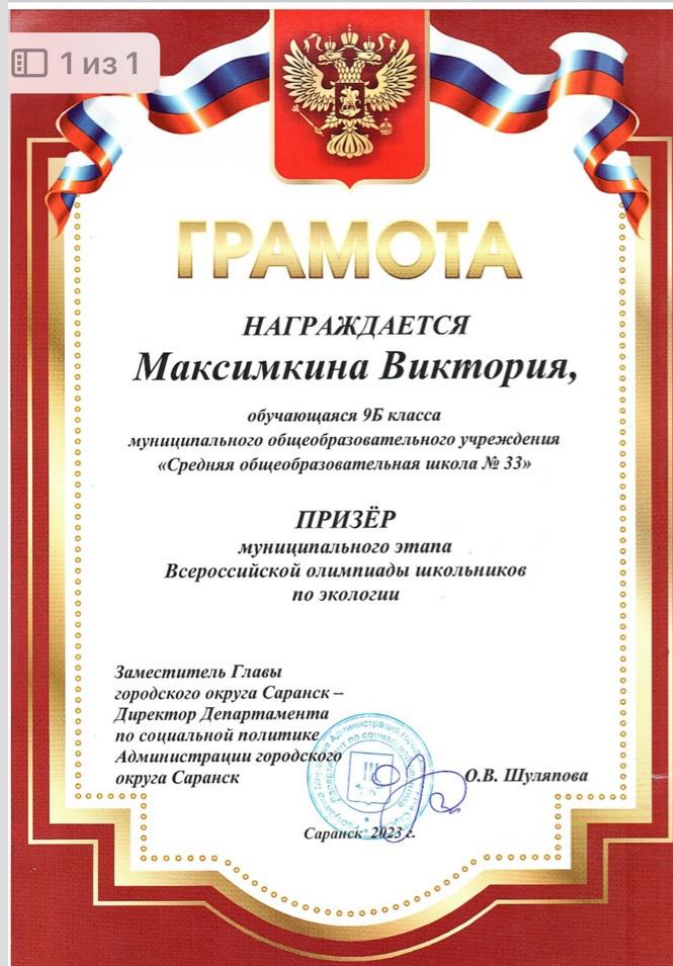 1 из 1
ГРАМОТА
НАГРАЖДАЕТСЯ
Максимкина Виктория,
обучающаяся 9Б класса
муниципального общеобразовательного учреждения
«Средняя общеобразовательная школа № 33»
ПРИЗЁР
муниципального этапа
Всероссийской олимпиады школьников
по экологии
Заместитель Главы
городского округа Саранск –
Директор Департамента
по социальной политике
Администрации городского
округа Саранск
О.В. Шуляпова
Саранск 2023 г.